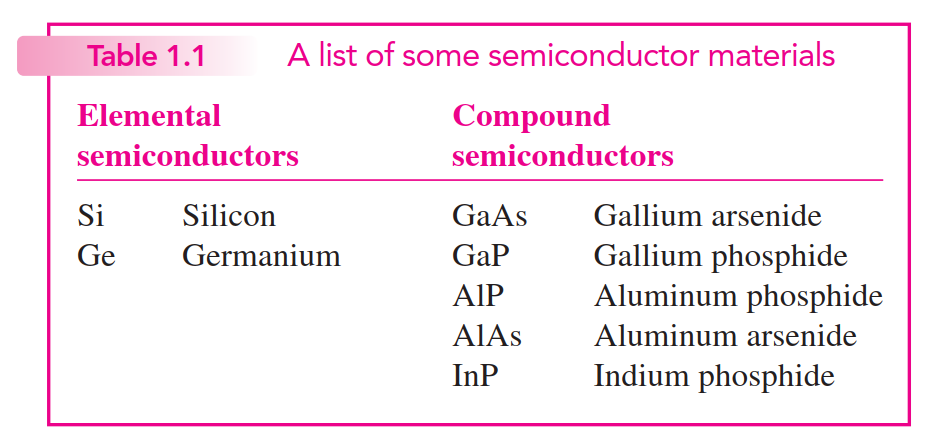 Table 1.1 A list of some semiconductor materials
Elemental Compound
semiconductors semiconductors
Si Silicon GaAs Gallium arsenide
Ge Germanium GaP Gallium phosphide
AlP Aluminum phosphide
AlAs Aluminum arsenide
InP Indium phosphide